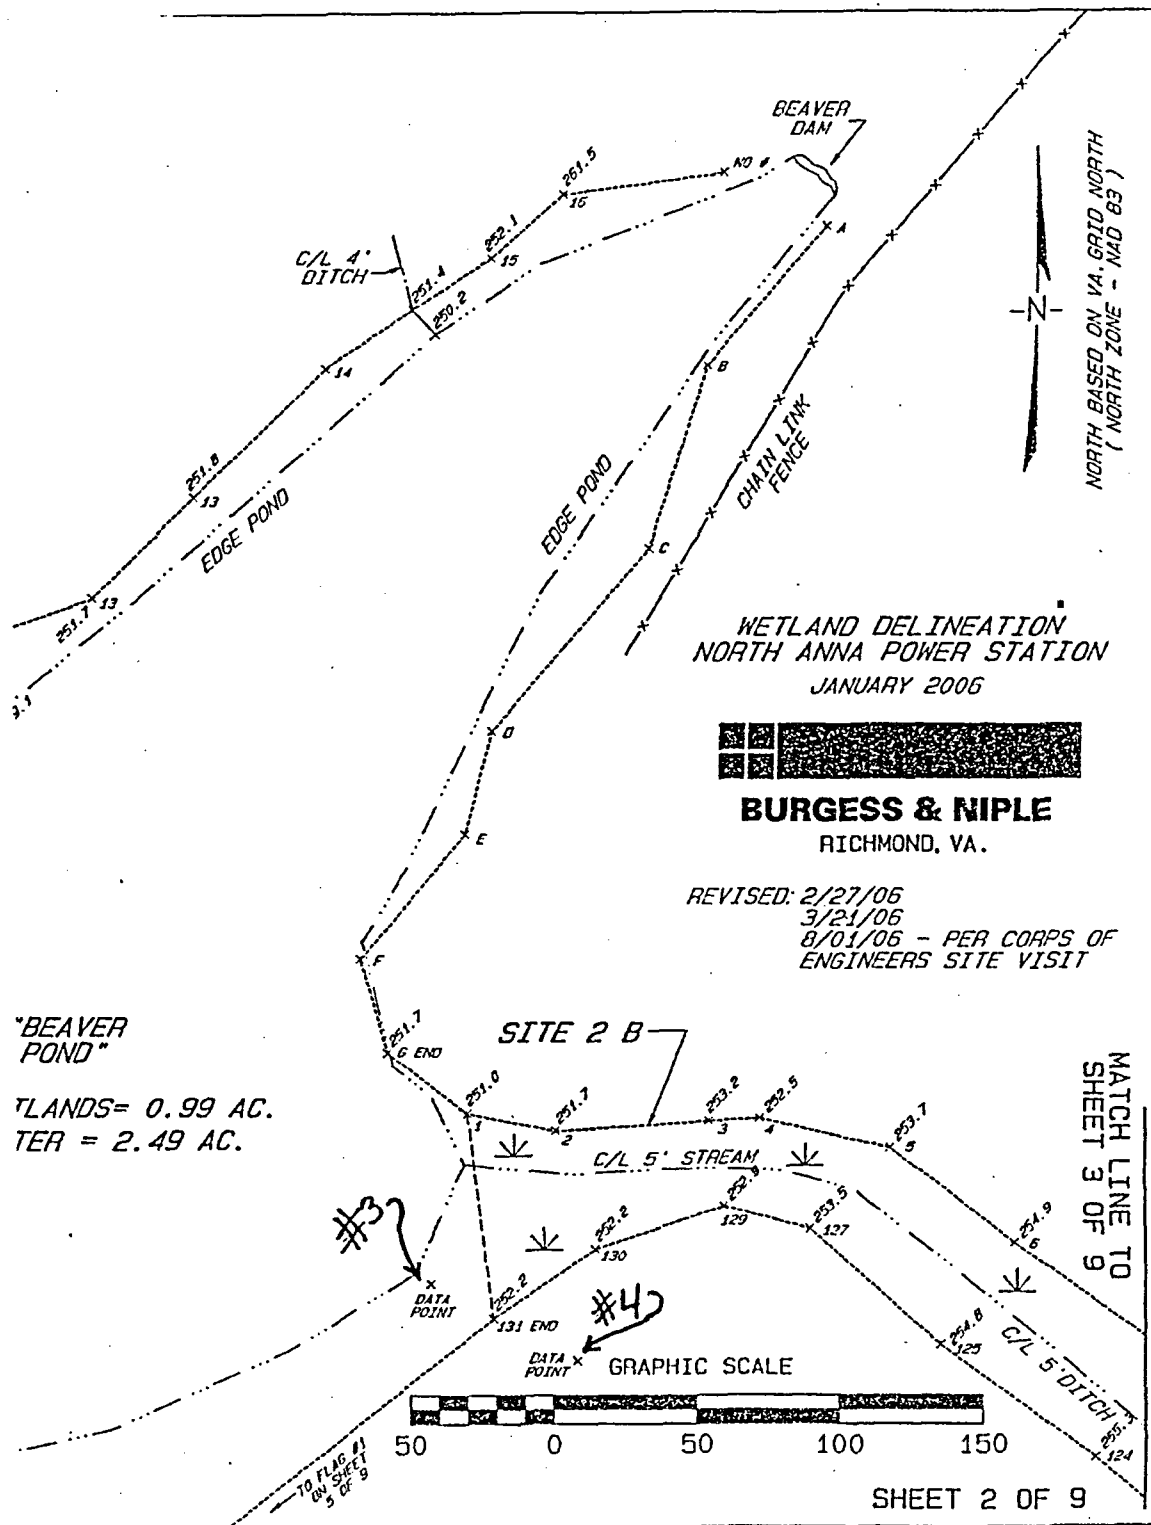 BEAVER
DAM
NO #
261.5
16
A
252.1
15
C/L 4'
DITCH
251.4
250.2
-N-
NORTH BASED ON VA. GRID NORTH
( NORTH ZONE - NAD 83 )
14
B
CHAIN LINK
FENCE
251.8
13
EDGE POND
EDGE POND
C
251.7
13
9.1
WETLAND DELINEATION
NORTH ANNA POWER STATION
JANUARY 2006
D
BURGESS & NIPLE
RICHMOND, VA.
E
REVISED: 2/27/06
3/21/06
8/01/06 - PER CORPS OF
ENGINEERS SITE VISIT
F
"BEAVER
POND"
TLANDS= 0.99 AC.
TER = 2.49 AC.
251.7
G END
SITE 2 B
251.0
1
251.7
2
253.2
3
252.5
4
253.7
5
MATCH LINE TO
SHEET 3 OF 9
C/L 5' STREAM
252.9
129
253.5
127
254.9
6
#3
252.2
130
DATA
POINT
252.2
131 END
#4
DATA
POINT
254.8
125
C/L 5'DITCH
GRAPHIC SCALE
50 0 50 100 150
255.3
124
TO FLAG #1
ON SHEET
5 OF 9
SHEET 2 OF 9